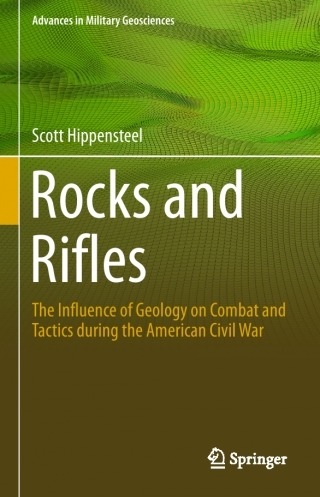 Advances in Military Geosciences
Scott Hippensteel
Rocks and
Rifles
The Influence of Geology on Combat and
Tactics during the American Civil War
Springer